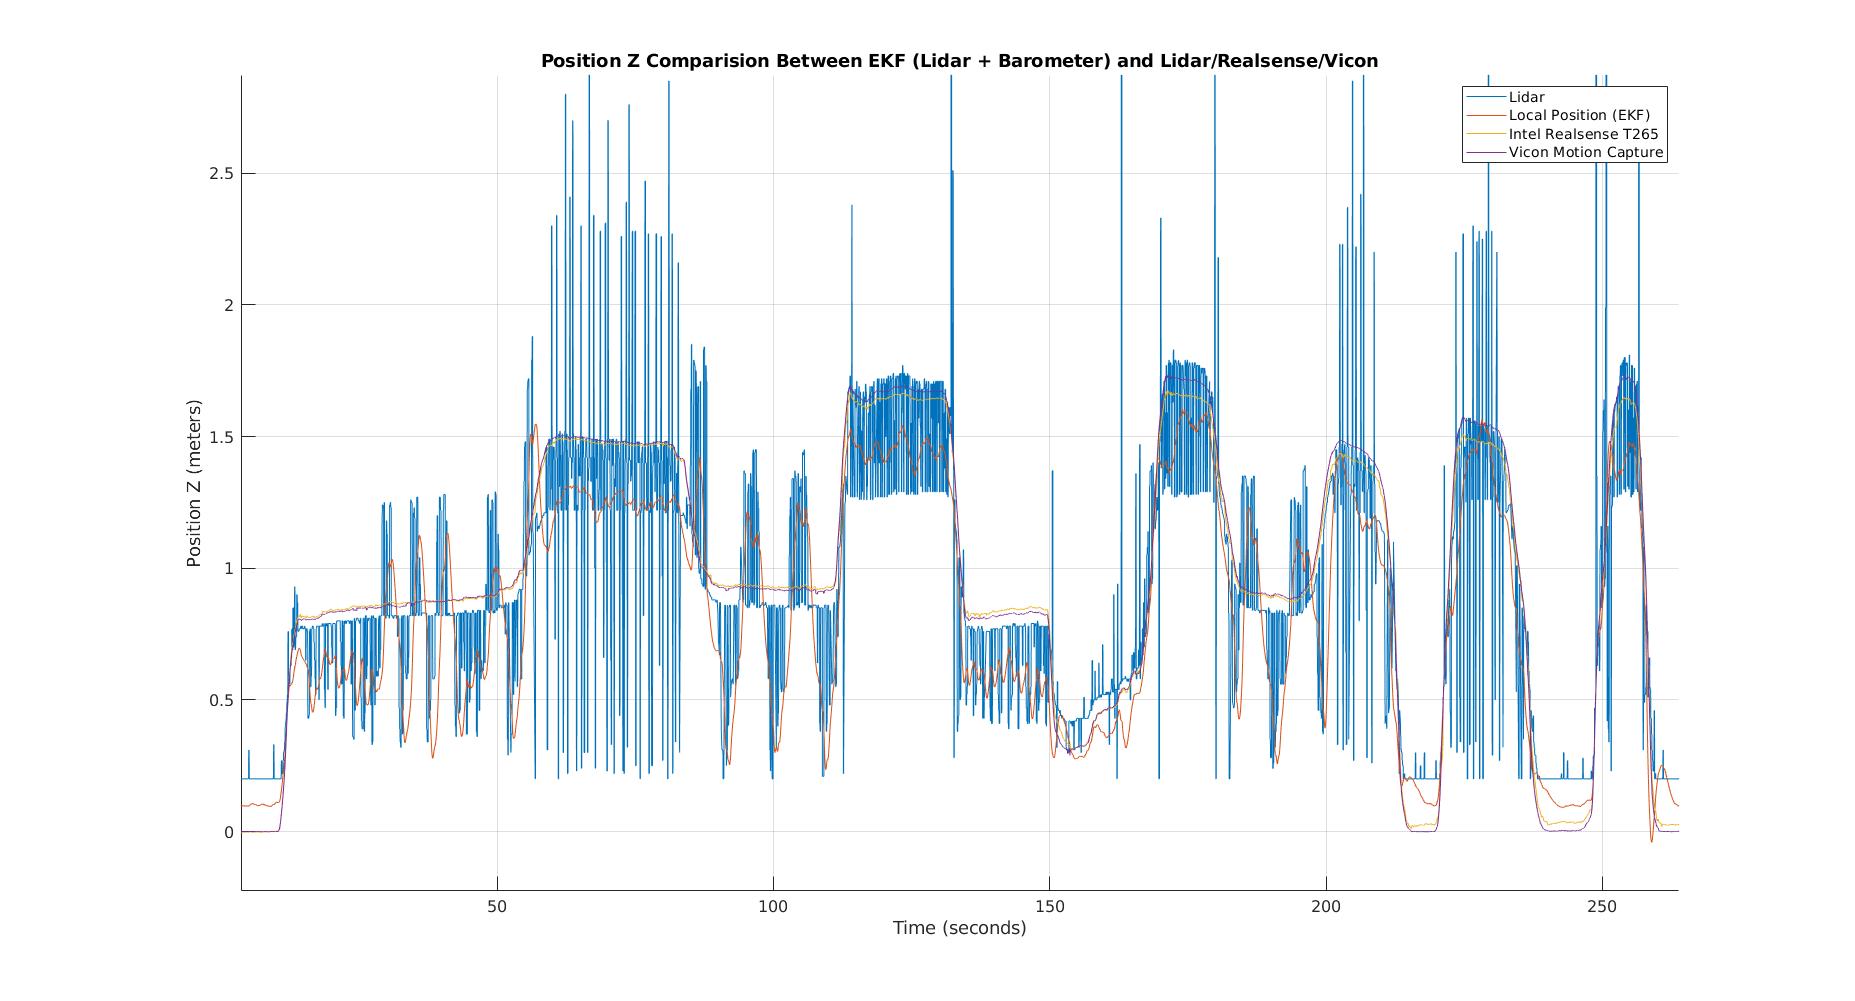 Position Z Comparision Between EKF (Lidar + Barometer) and Lidar/Realsense/Vicon
Lidar
Local Position (EKF)
Intel Realsense T265
Vicon Motion Capture
Position Z (meters)
2.5
2
1.5
1
0.5
0
50
100
150
200
250
Time (seconds)